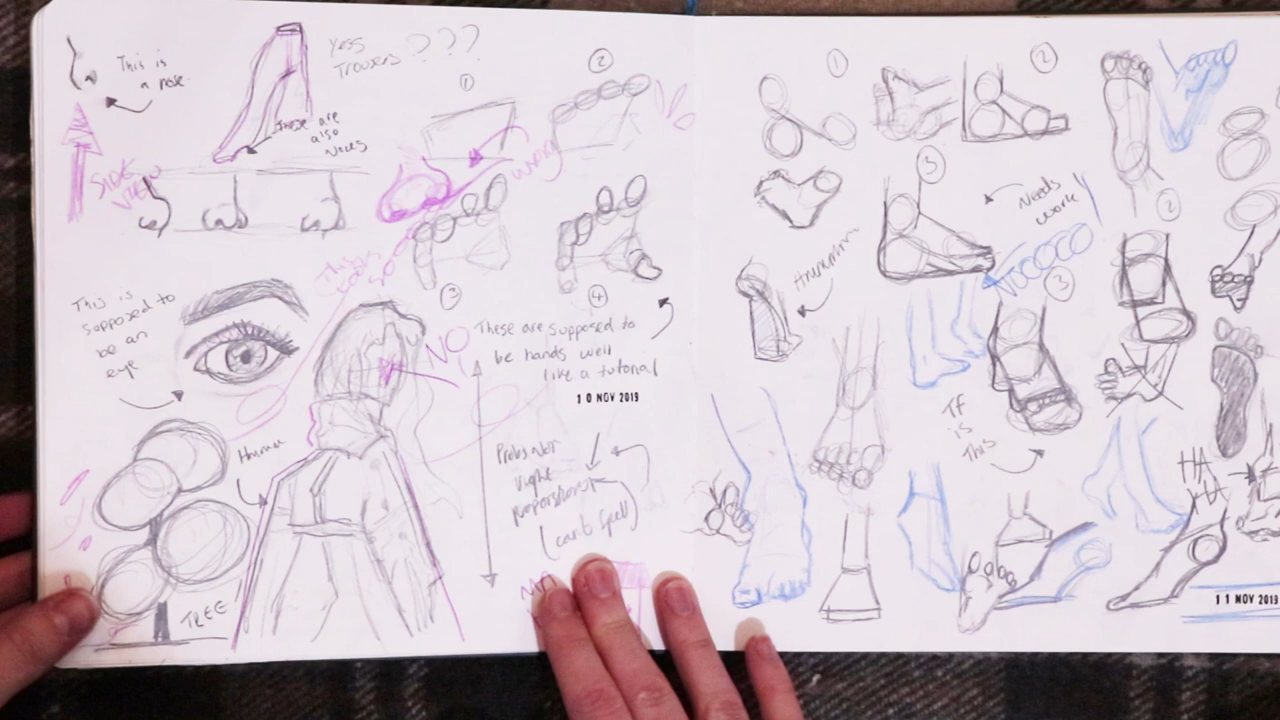 This is
a nose
Yess
Trousers ???
These are
also
noses
SIDE
VIEW
1
2
wrong
3
4
This is
supposed to
be an
eye
NO
These are supposed to
be hands well
like a tutorial
10 NOV 2019
Human
Probs not
right
(can't spell)
TREE
1
2
3
Needs
work
2
3
TF
is
This
HA
HA
11 NOV 2019